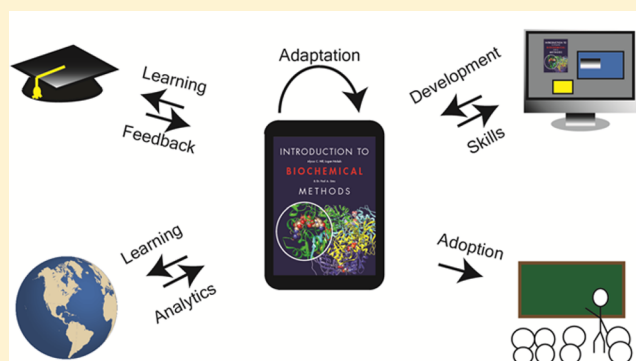 Adaptation
Learning
Feedback
Development
Skills
INTRODUCTION TO
BIOCHEMICAL
METHODS
Learning
Analytics
Adoption